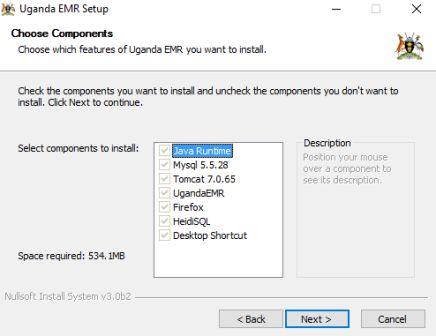 Uganda EMR Setup
Choose Components
Choose which features of Uganda EMR you want to install.
Check the components you want to install and uncheck the components you don't want to
install. Click Next to continue.
Select components to install:
Java Runtime
Mysql 5.5.28
Tomcat 7.0.65
UgandaEMR
Firefox
HeidiSQL
Desktop Shortcut
Description
Position your mouse
over a component to
see its description.
Space required: 534.1MB
Nullsoft Install System v3.0b2
< Back
Next >
Cancel